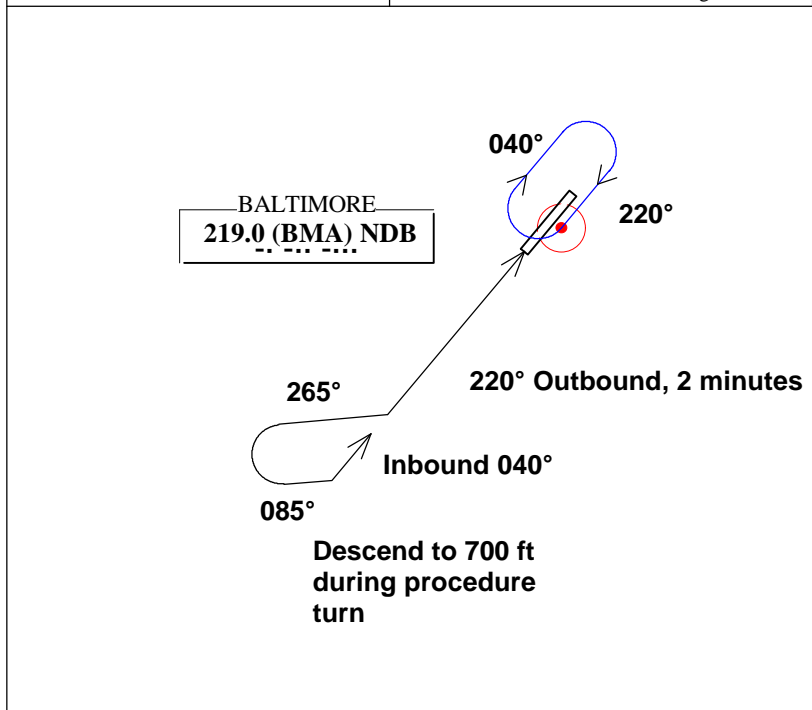 040°
BALTIMORE
219.0 (BMA) NDB
-. -.. -...
220°
265°
220° Outbound, 2 minutes
Inbound 040°
085°
Descend to 700 ft
during procedure
turn